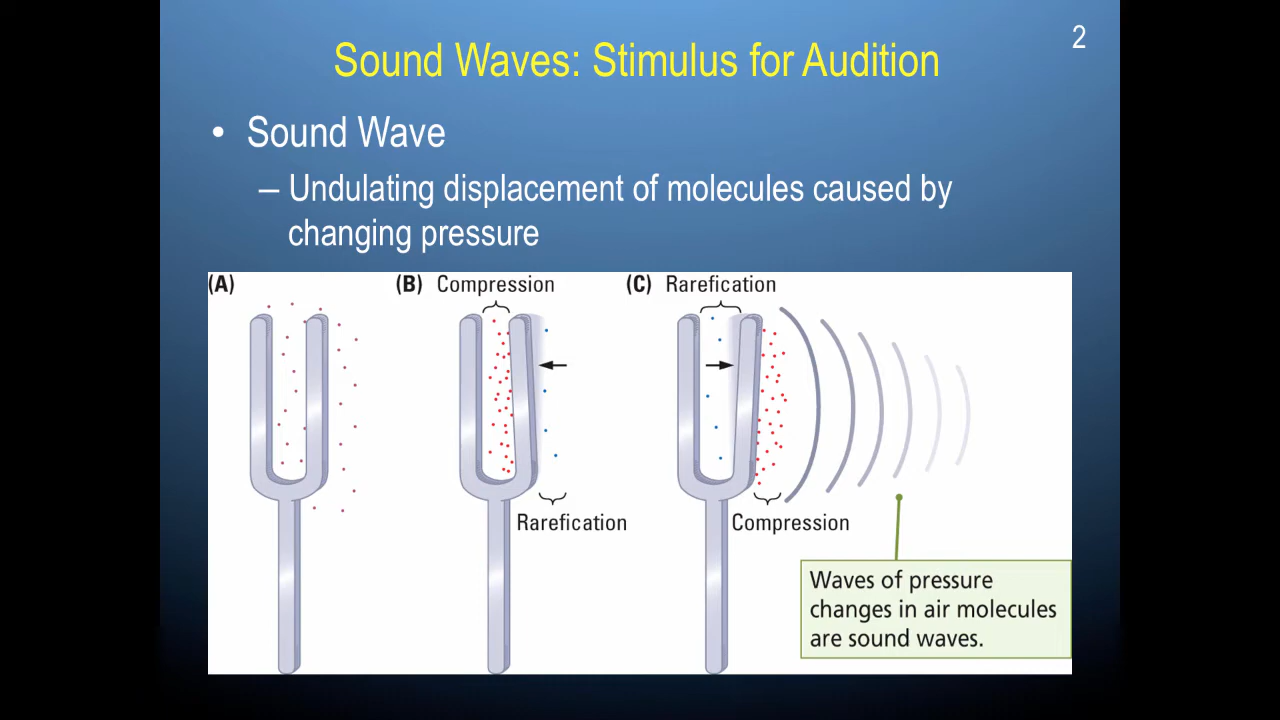 2
Sound Waves: Stimulus for Audition
• Sound Wave
– Undulating displacement of molecules caused by
changing pressure
(A)
(B) Compression
(C) Rarefication
Rarefication
Compression
Waves of pressure
changes in air molecules
are sound waves.